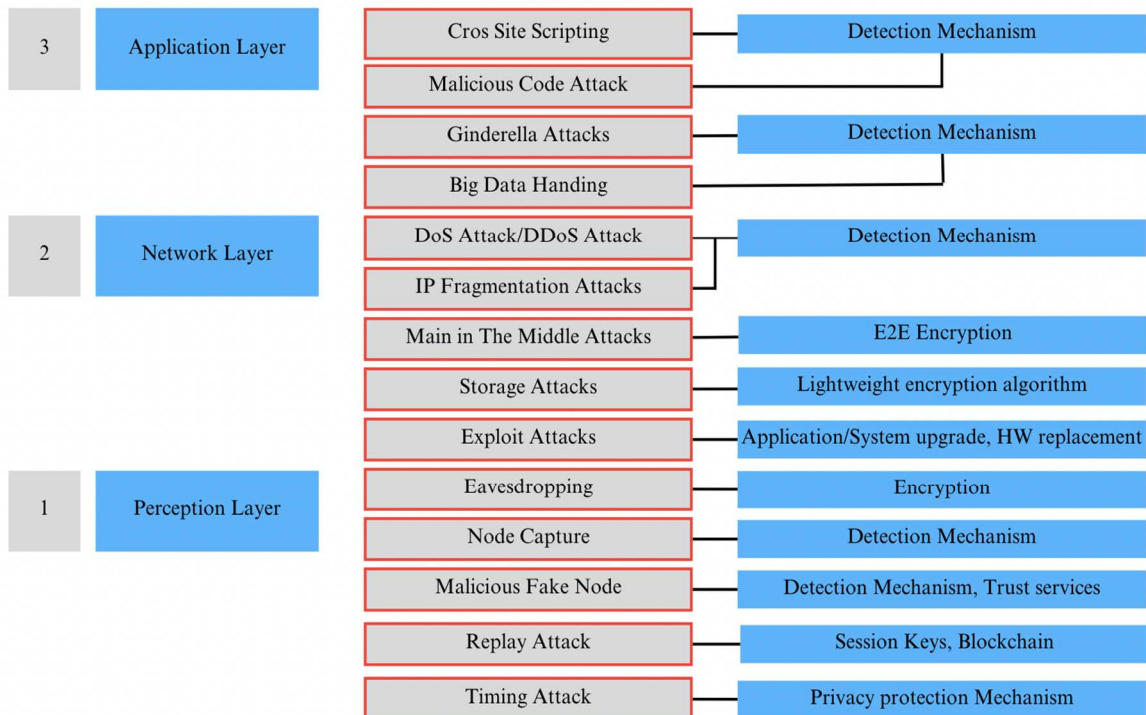 3
Application Layer
Cros Site Scripting
Detection Mechanism
Malicious Code Attack
Ginderella Attacks
Detection Mechanism
Big Data Handing
2
Network Layer
DoS Attack/DDoS Attack
Detection Mechanism
IP Fragmentation Attacks
Main in The Middle Attacks
E2E Encryption
Storage Attacks
Lightweight encryption algorithm
Exploit Attacks
Application/System upgrade, HW replacement
1
Perception Layer
Eavesdropping
Encryption
Node Capture
Detection Mechanism
Malicious Fake Node
Detection Mechanism, Trust services
Replay Attack
Session Keys, Blockchain
Timing Attack
Privacy protection Mechanism